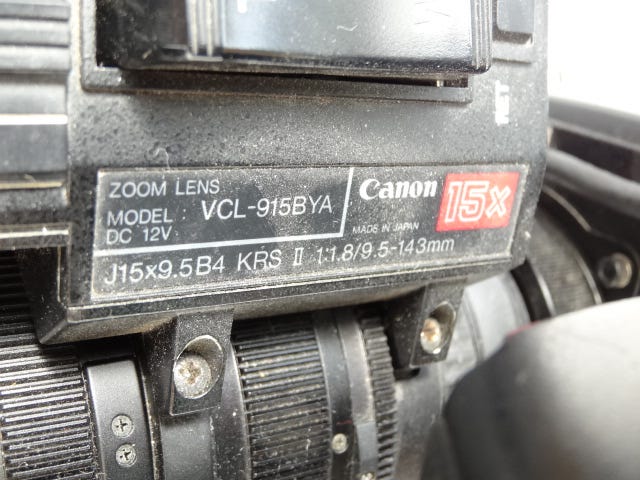 ZOOM LENS
MODEL : VCL-915BYA
DC 12V
Canon 15x
MADE IN JAPAN
J15x9.5B4 KRS II 1:1.8/9.5-143mm
RET